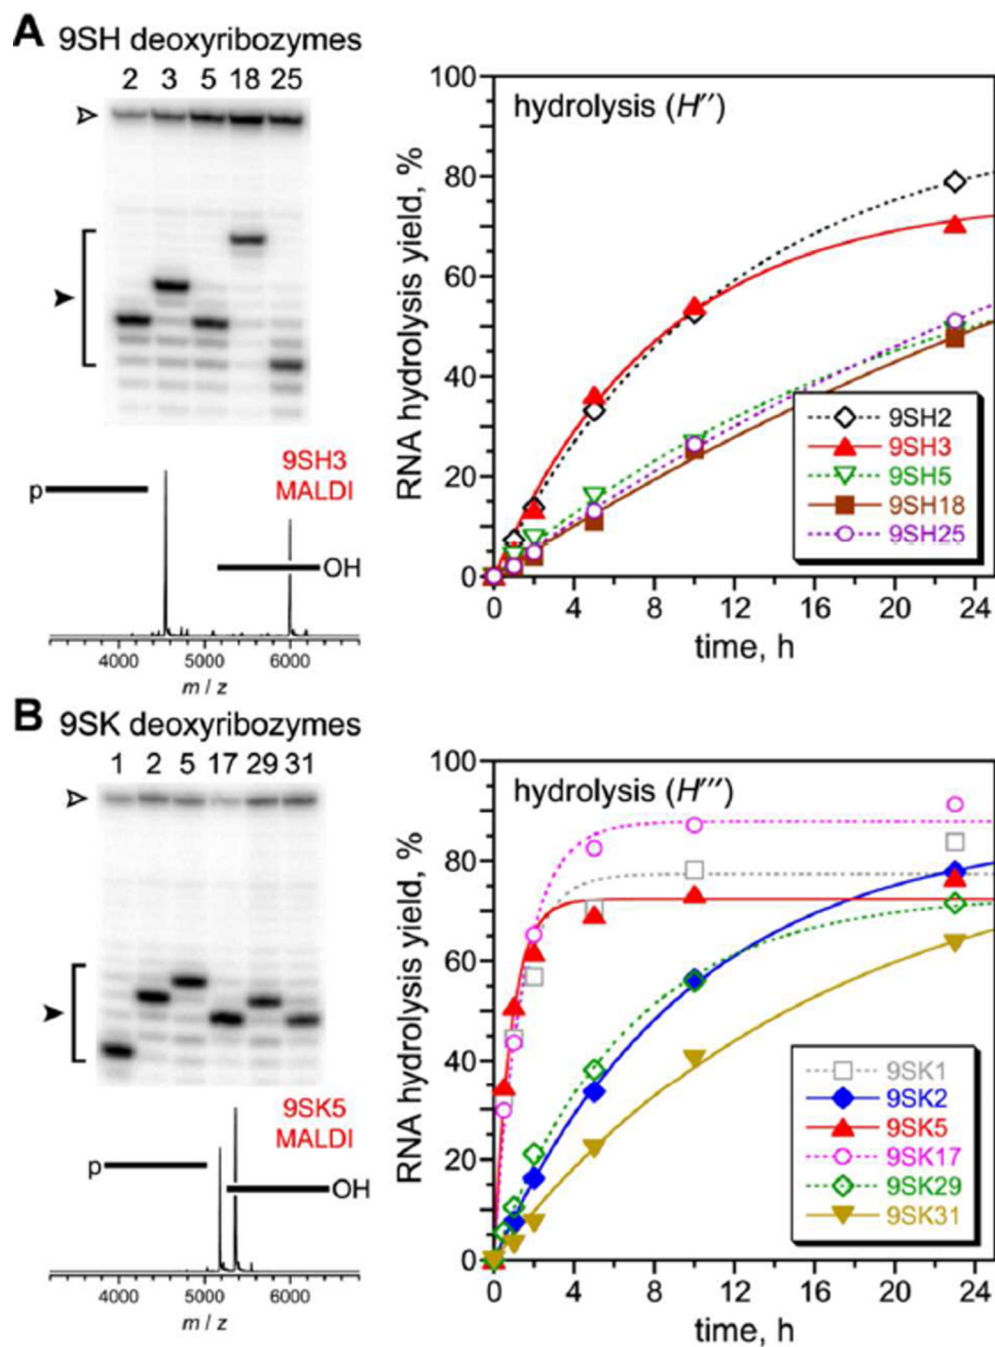 A 9SH deoxyribozymes
2 3 5 18 25
9SH3
MALDI
p
OH
4000 5000 6000
m / z
hydrolysis (H″)
RNA hydrolysis yield, %
100
80
60
40
20
0
9SH2
9SH3
9SH5
9SH18
9SH25
0 4 8 12 16 20 24
time, h
B 9SK deoxyribozymes
1 2 5 17 29 31
9SK5
MALDI
p
OH
4000 5000 6000
m / z
hydrolysis (H‴)
RNA hydrolysis yield, %
100
80
60
40
20
0
9SK1
9SK2
9SK5
9SK17
9SK29
9SK31
0 4 8 12 16 20 24
time, h